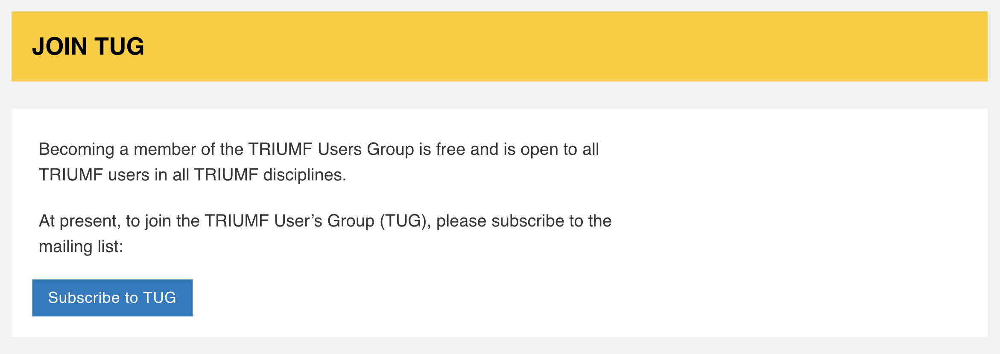 JOIN TUG
Becoming a member of the TRIUMF Users Group is free and is open to all
TRIUMF users in all TRIUMF disciplines.
At present, to join the TRIUMF User’s Group (TUG), please subscribe to the
mailing list:
Subscribe to TUG